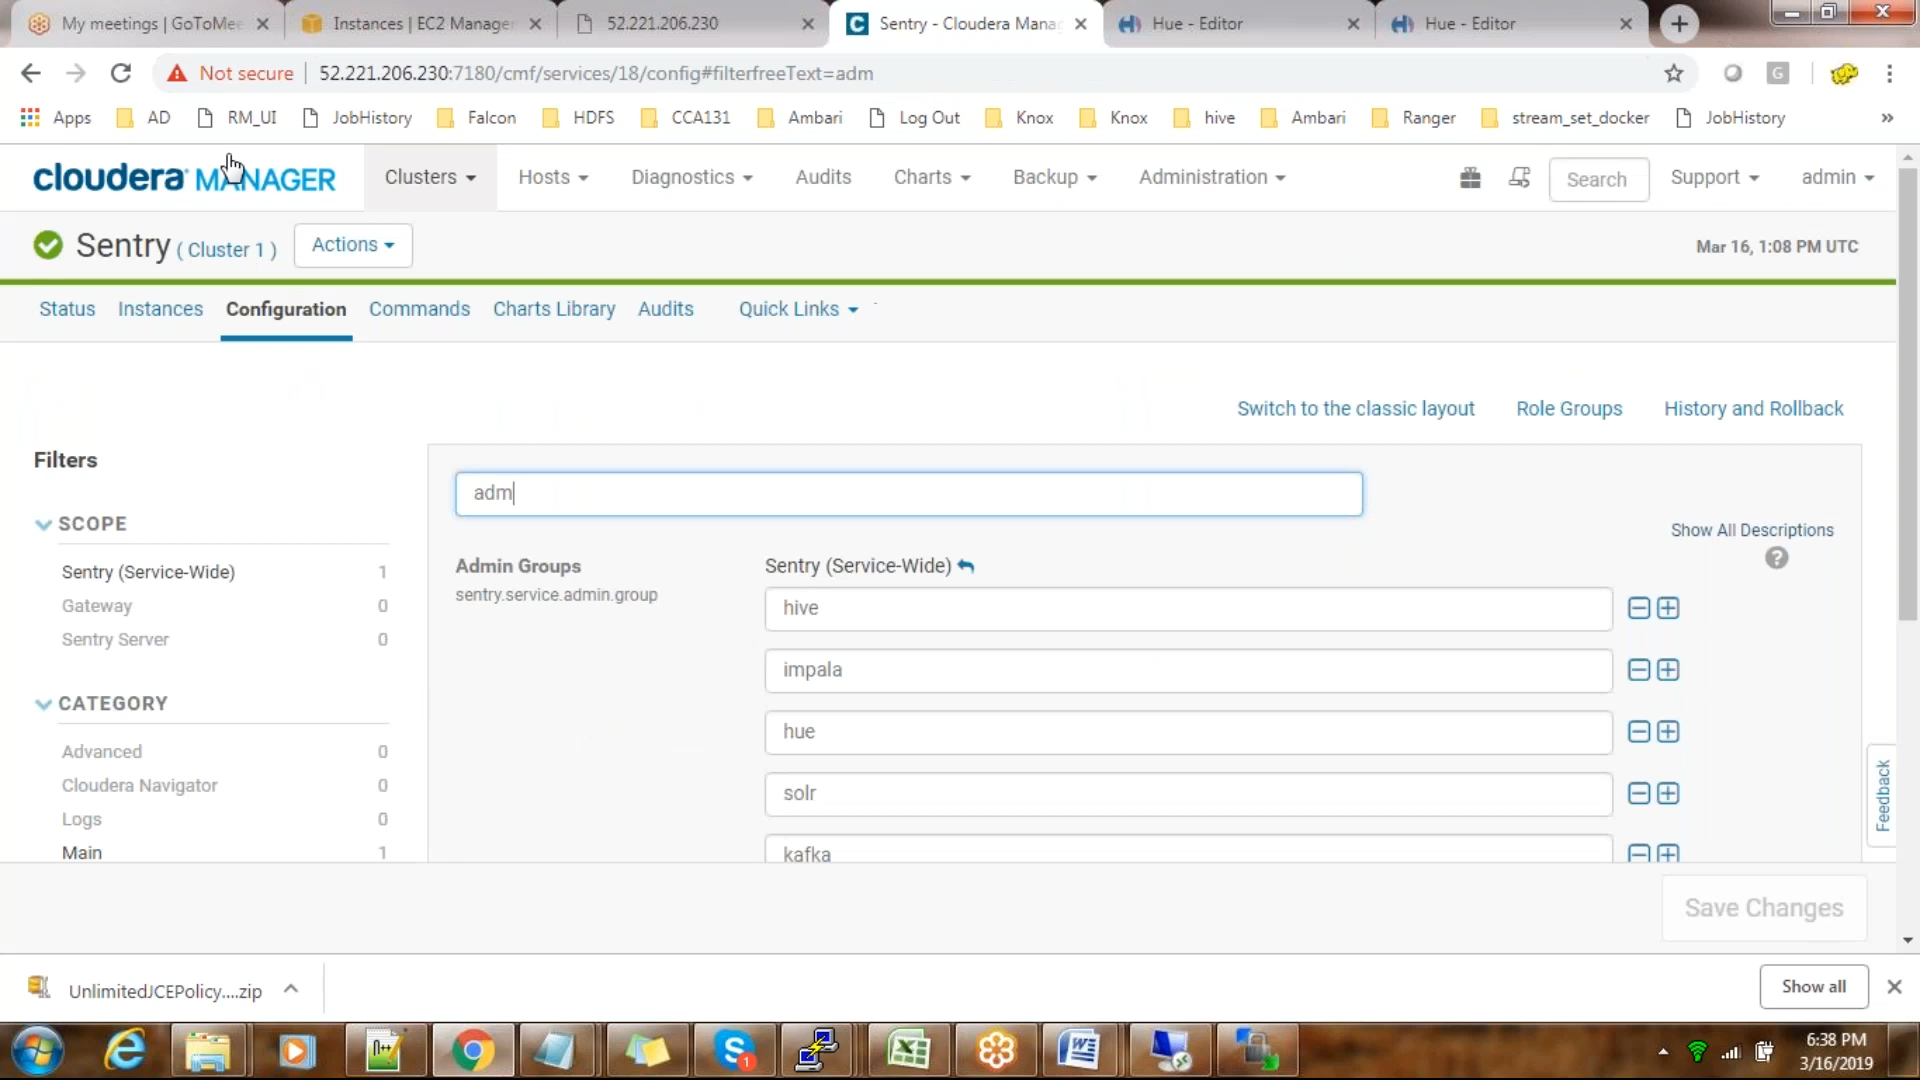 My meetings | GoToMee
Instances | EC2 Manager
52.221.206.230
Sentry - Cloudera Mana
Hue - Editor
Hue - Editor
Not secure
52.221.206.230:7180/cmf/services/18/config#filterfreeText=adm
Apps
AD
RM_UI
JobHistory
Falcon
HDFS
CCA131
Ambari
Log Out
Knox
Knox
hive
Ambari
Ranger
stream_set_docker
JobHistory
»
cloudera MANAGER
Clusters
Hosts
Diagnostics
Audits
Charts
Backup
Administration
Search
Support
admin
Sentry ( Cluster 1 )
Actions
Mar 16, 1:08 PM UTC
Status
Instances
Configuration
Commands
Charts Library
Audits
Quick Links
Switch to the classic layout
Role Groups
History and Rollback
Filters
adm
SCOPE
Show All Descriptions
Sentry (Service-Wide) 1
Gateway 0
Sentry Server 0
Admin Groups
sentry.service.admin.group
Sentry (Service-Wide)
hive
impala
hue
solr
kafka
CATEGORY
Advanced 0
Cloudera Navigator 0
Logs 0
Main 1
Feedback
Save Changes
UnlimitedJCEPolicy....zip
Show all
6:38 PM
3/16/2019